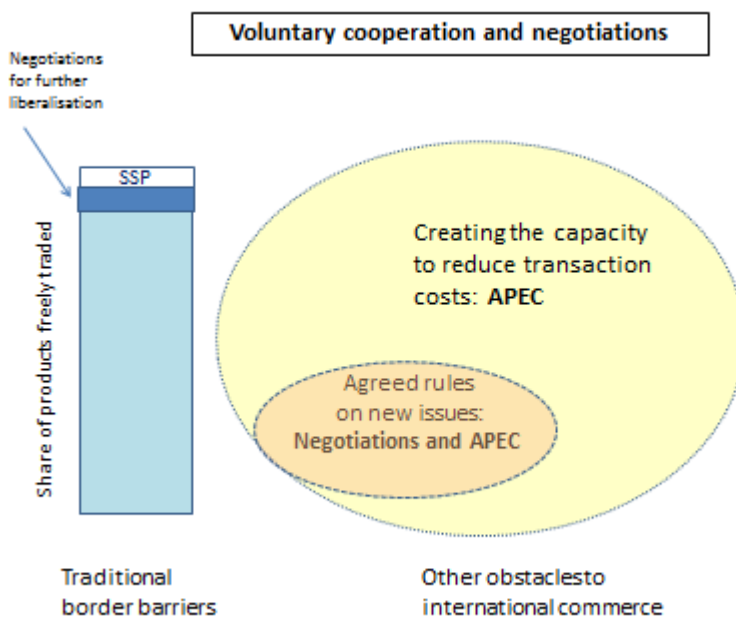 Voluntary cooperation and negotiations
Negotiations
for further
liberalisation
SSP
Share of products freely traded
Creating the capacity
to reduce transaction
costs: APEC
Agreed rules
on new issues:
Negotiations and APEC
Traditional
border barriers
Other obstaclesto
international commerce